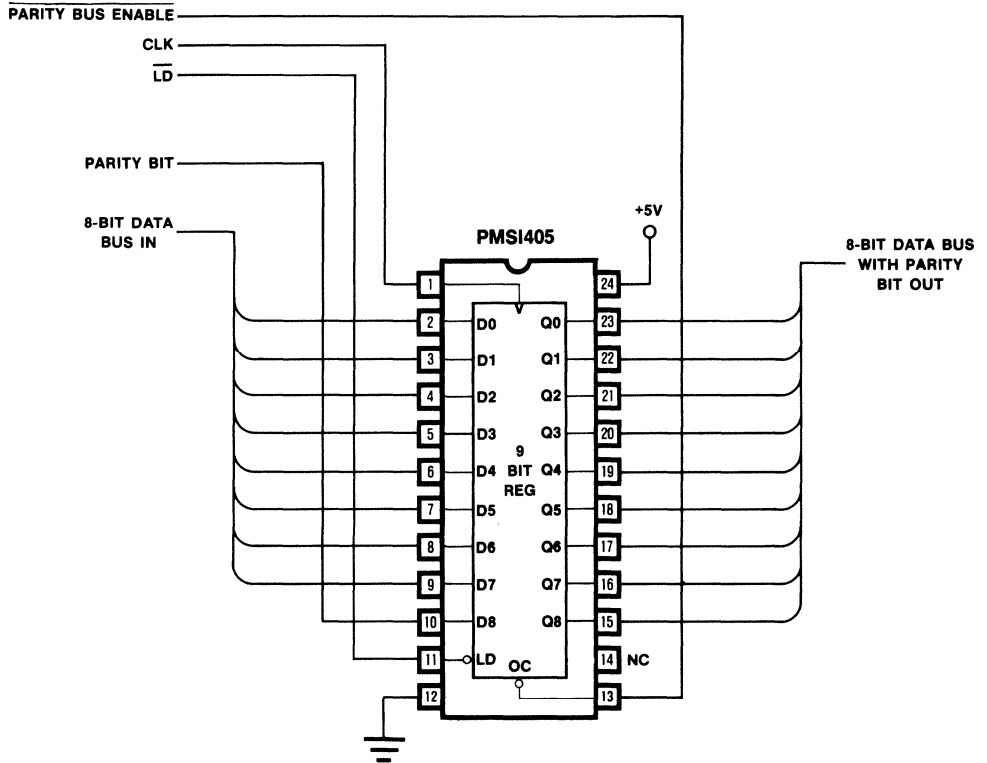 PARITY BUS ENABLE
CLK
LD
PARITY BIT
8-BIT DATA
BUS IN
+5V
PMSI405
8-BIT DATA BUS
WITH PARITY
BIT OUT
1
24
2 D0 Q0 23
3 D1 Q1 22
4 D2 Q2 21
5 D3 Q3 20
9
BIT
REG
6 D4 Q4 19
7 D5 Q5 18
8 D6 Q6 17
9 D7 Q7 16
10 D8 Q8 15
11 LD OC 14 NC
12 13